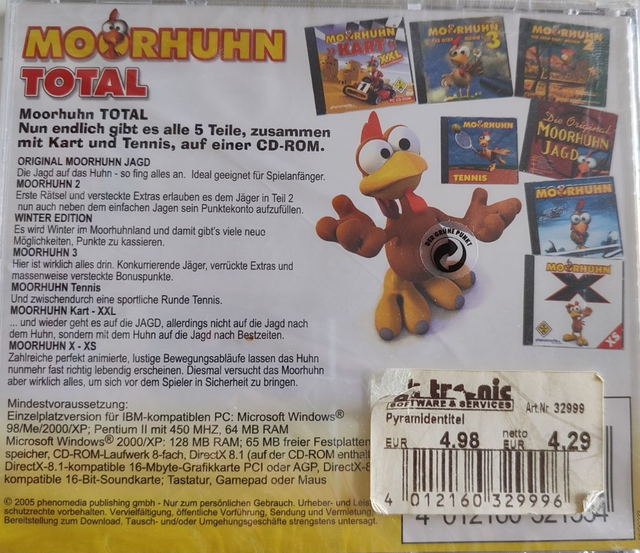 MOORHUHN
TOTAL
Moorhuhn TOTAL
Nun endlich gibt es alle 5 Teile, zusammen
mit Kart und Tennis, auf einer CD-ROM.
ORIGINAL MOORHUHN JAGD
Die Jagd auf das Huhn - so fing alles an. Ideal geeignet für Spielanfänger.
MOORHUHN 2
Erste Rätsel und versteckte Extras erlauben es dem Jäger in Teil 2
nun auch neben dem einfachen Jagen sein Punktekonto aufzufüllen.
WINTER EDITION
Es wird Winter im Moorhuhnland und damit gibt's viele neue
Möglichkeiten, Punkte zu kassieren.
MOORHUHN 3
Hier ist wirklich alles drin. Konkurrierende Jäger, verrückte Extras und
massenweise versteckte Bonuspunkte.
MOORHUHN Tennis
Und zwischendurch eine sportliche Runde Tennis.
MOORHUHN Kart - XXL
... und wieder geht es auf die JAGD, allerdings nicht auf die Jagd nach
dem Huhn, sondern mit dem Huhn auf die Jagd nach Bestzeiten.
MOORHUHN X - XS
Zahlreiche perfekt animierte, lustige Bewegungsabläufe lassen das Huhn
nunmehr fast richtig lebendig erscheinen. Diesmal versucht das Moorhuhn
aber wirklich alles, um sich vor dem Spieler in Sicherheit zu bringen.
Mindestvoraussetzung:
Einzelplatzversion für IBM-kompatiblen PC: Microsoft Windows®
98/Me/2000/XP; Pentium II mit 450 MHZ, 64 MB RAM
Microsoft Windows® 2000/XP: 128 MB RAM; 65 MB freier Festplatten
speicher, CD-ROM-Laufwerk 8-fach, DirectX 8.1 (auf der CD-ROM enthal
DirectX-8.1-kompatible 16-Mbyte-Grafikkarte PCI oder AGP, DirectX-8
kompatible 16-Bit-Soundkarte; Tastatur, Gamepad oder Maus
© 2005 phenomedia publishing gmbh - Nur zum persönlichen Gebrauch. Urheber- und Leis
schutzrechte vorbehalten. Vervielfältigung, öffentliche Vorführung, Sendung und Vermietung,
Bereitstellung zum Download, Tausch- und/oder Umgehungsgeschäfte strengstens untersagt.
MOORHUHN
KART
XXL
3
2
MOORHUHN
TENNIS
Die Original
MOORHUHN
JAGD
MOORHUHN
MOORHUHN
X
XS
DER GRÜNE PUNKT
SOFTWARE & SERVICES
Art.Nr 32999
Pyramidentitel
EUR 4.98 netto EUR 4.29
4 012160 329996